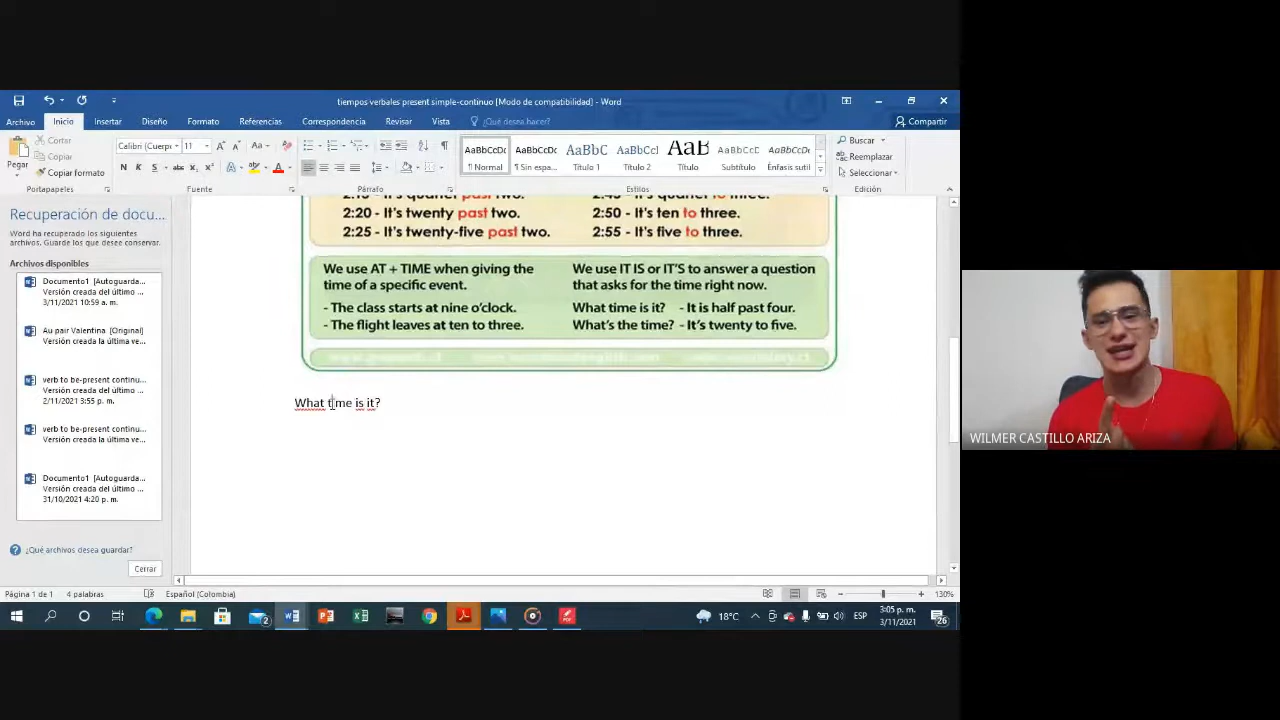 tiempos verbales present simple-continuo [Modo de compatibilidad] - Word
Archivo Inicio Insertar Diseño Formato Referencias Correspondencia Revisar Vista ¿Qué desea hacer? Compartir
Pegar
Cortar
Copiar
Copiar formato
Portapapeles
Calibri (Cuerp 11
N K S abc x₂ x²
Fuente
Párrafo
AaBbCcDc AaBbCcDc AaBbC AaBbCcI AaB AaBbCcD AaBbCcDc
¶ Normal ¶ Sin espa... Título 1 Título 2 Título Subtítulo Énfasis sutil
Estilos
Buscar
Reemplazar
Seleccionar
Edición
Recuperación de docu...
Word ha recuperado los siguientes
archivos. Guarde los que desee conservar.
Archivos disponibles
Documento1 [Autoguarda...
Versión creada del último ...
3/11/2021 10:59 a. m.
Au pair Valentina [Original]
Versión creada la última ve...
verb to be-present continu...
Versión creada del último ...
2/11/2021 3:55 p. m.
verb to be-present continu...
Versión creada la última ve...
Documento1 [Autoguarda...
Versión creada del último ...
31/10/2021 4:20 p. m.
¿Qué archivos desea guardar?
Cerrar
2:20 - It's twenty past two.
2:25 - It's twenty-five past two.
2:50 - It's ten to three.
2:55 - It's five to three.
We use AT + TIME when giving the
time of a specific event.
- The class starts at nine o'clock.
- The flight leaves at ten to three.
We use IT IS or IT'S to answer a question
that asks for the time right now.
What time is it? - It is half past four.
What's the time? - It's twenty to five.
What time is it?
WILMER CASTILLO ARIZA
Página 1 de 1 4 palabras Español (Colombia) 130%
2 18°C ESP 3:05 p. m.
3/11/2021 26